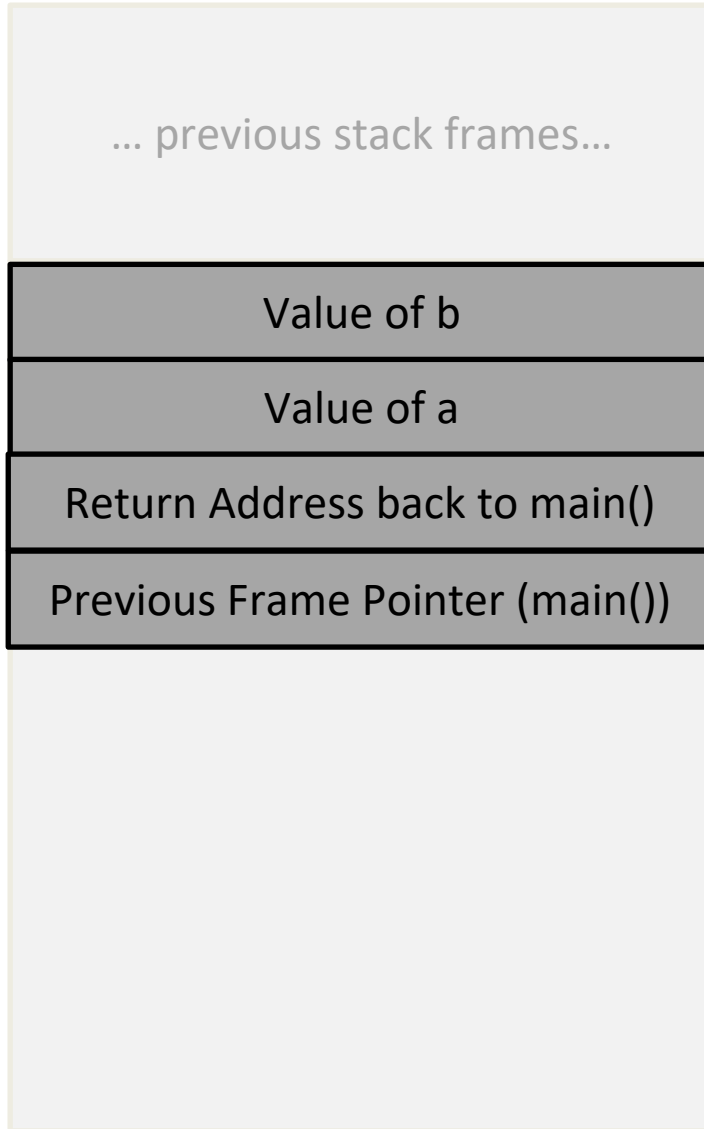 … previous stack frames…
Value of b
Value of a
Return Address back to main()
Previous Frame Pointer (main())